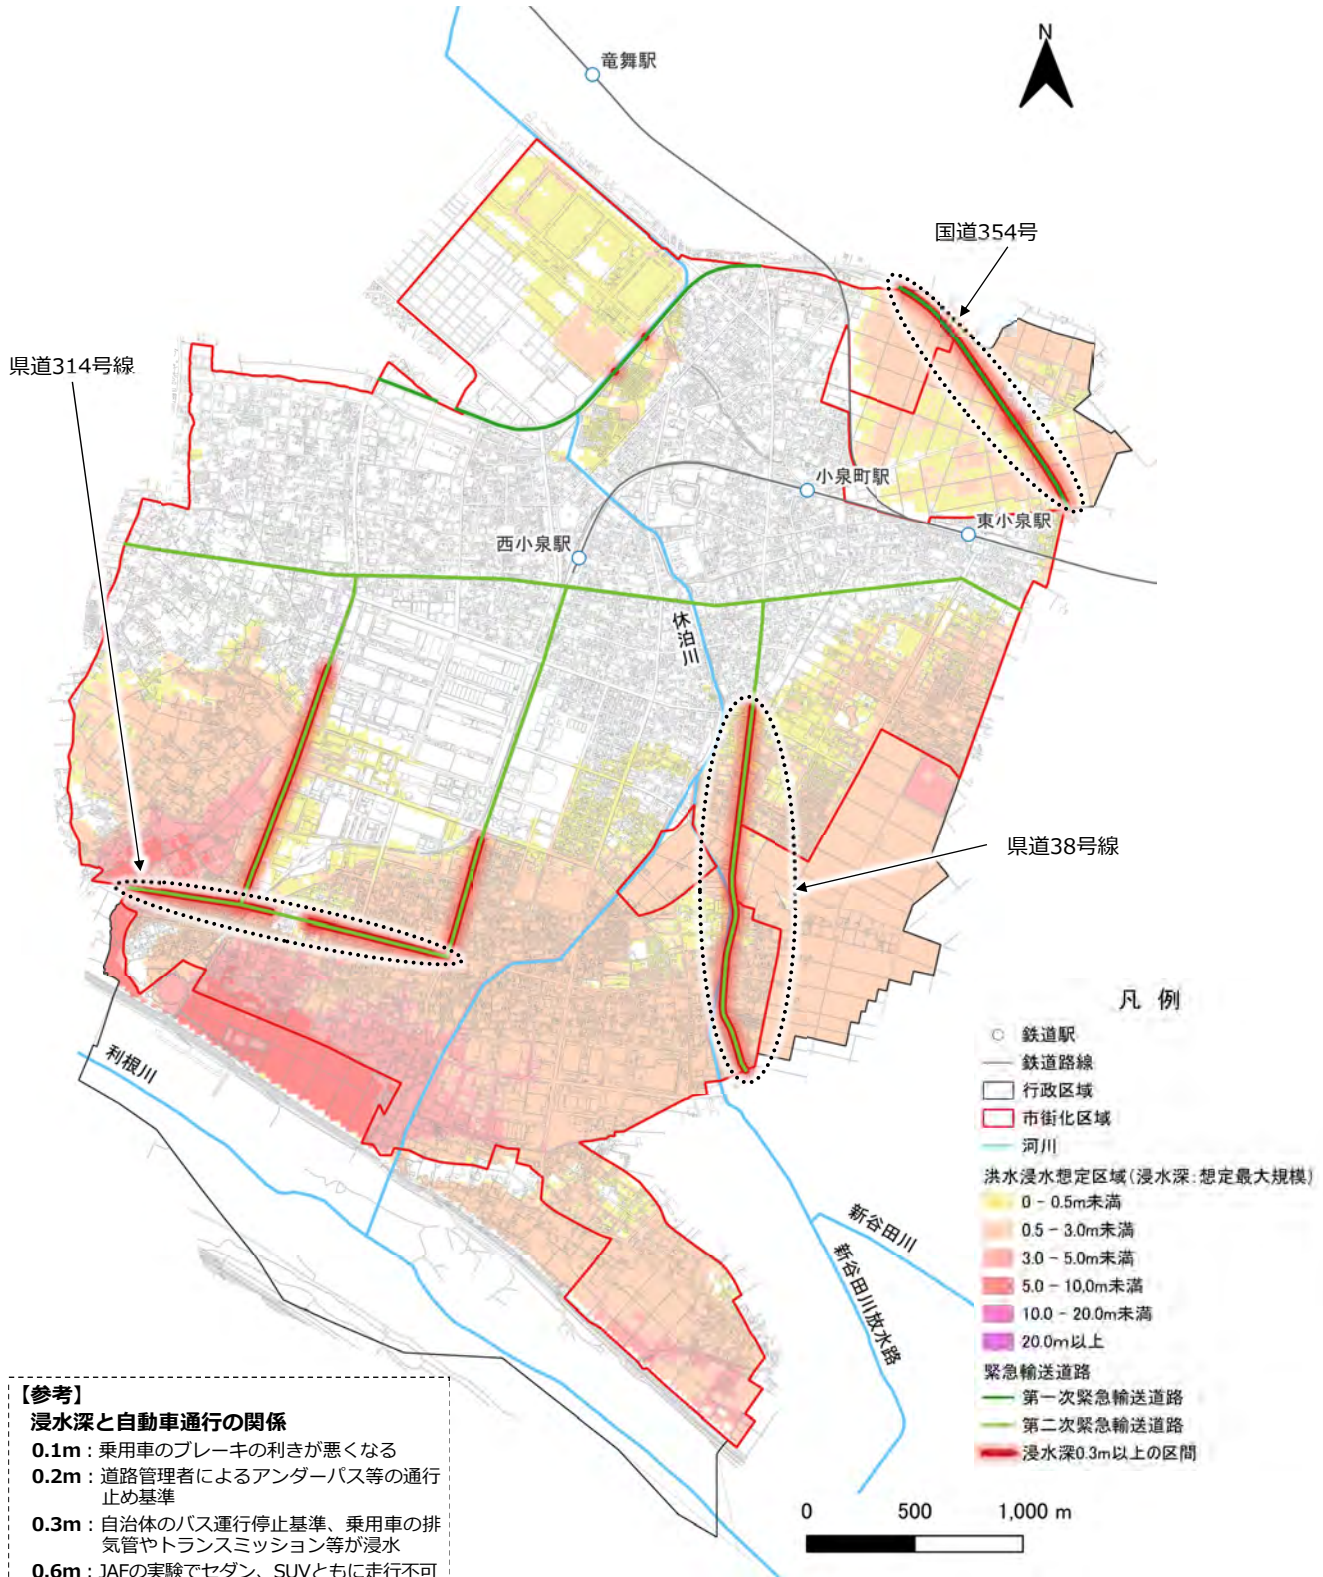 N
竜舞駅
国道354号
県道314号線
小泉町駅
東小泉駅
西小泉駅
休泊川
県道38号線
利根川
新谷田川
新谷田川放水路
凡 例
鉄道駅
鉄道路線
行政区域
市街化区域
河川
洪水浸水想定区域(浸水深:想定最大規模)
0 - 0.5m未満
0.5 - 3.0m未満
3.0 - 5.0m未満
5.0 - 10.0m未満
10.0 - 20.0m未満
20.0m以上
緊急輸送道路
第一次緊急輸送道路
第二次緊急輸送道路
浸水深0.3m以上の区間
0 500 1,000 m
【参考】
浸水深と自動車通行の関係
0.1m:乗用車のブレーキの利きが悪くなる
0.2m:道路管理者によるアンダーパス等の通行
止め基準
0.3m:自治体のバス運行停止基準、乗用車の排
気管やトランスミッション等が浸水
0.6m:JAFの実験でセダン、SUVともに走行不可